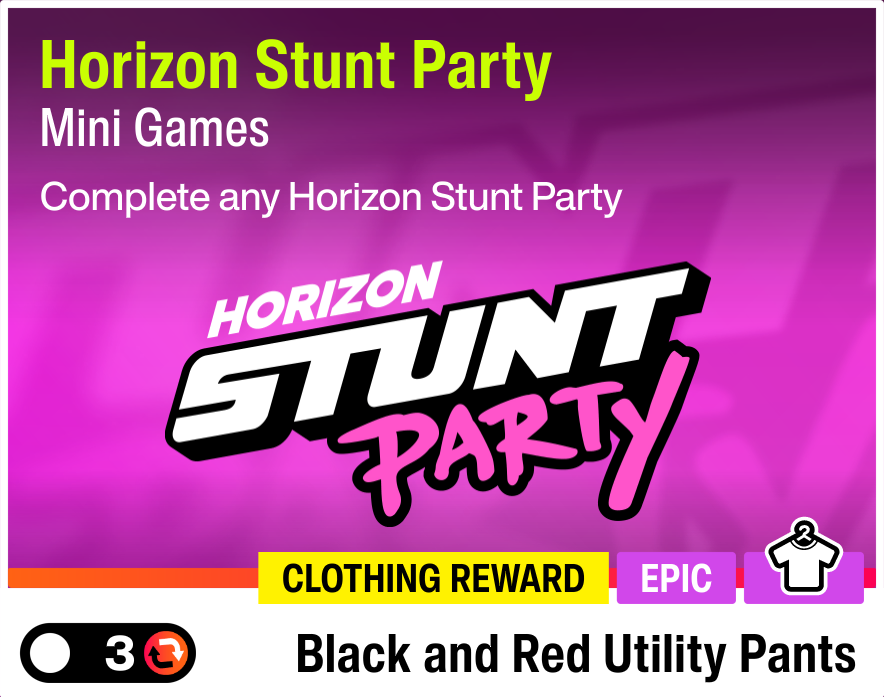 Horizon Stunt Party
Mini Games
Complete any Horizon Stunt Party
HORIZON
STUNT
PARTY
CLOTHING REWARD
EPIC
3
Black and Red Utility Pants